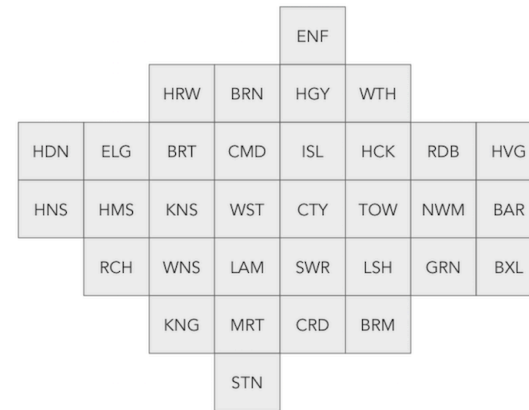 ENF
HRW BRN HGY WTH
HDN ELG BRT CMD ISL HCK RDB HVG
HNS HMS KNS WST CTY TOW NWM BAR
RCH WNS LAM SWR LSH GRN BXL
KNG MRT CRD BRM
STN